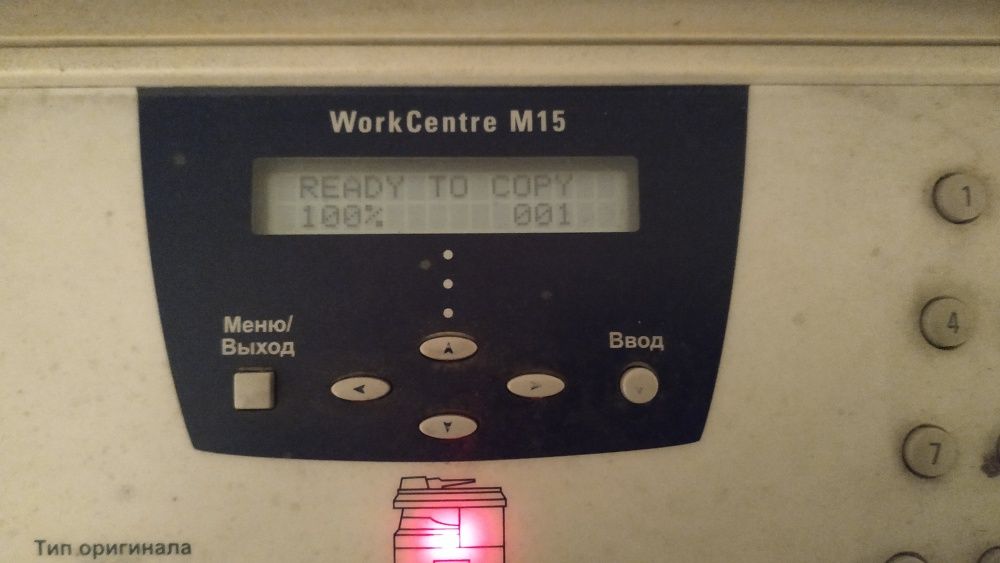 WorkCentre M15
READY TO COPY
100% 001
1
Меню/
Выход
Ввод
4
7
Тип оригинала